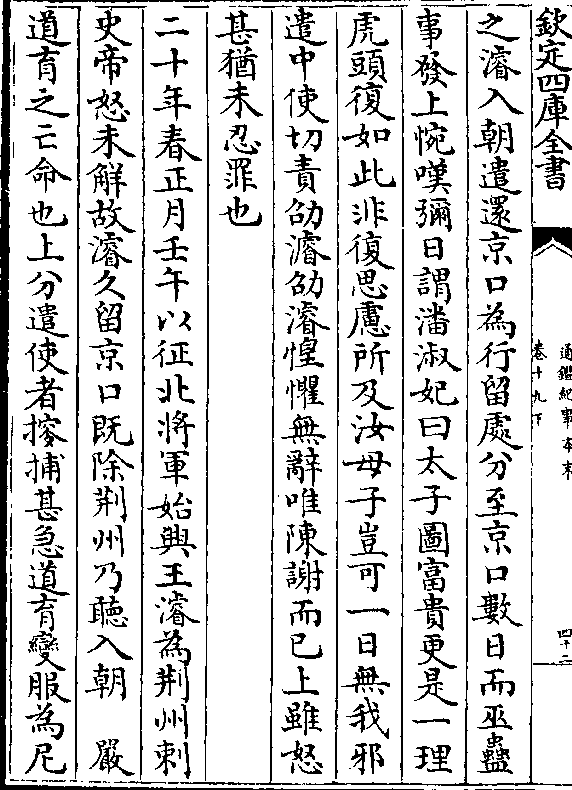 欽定四庫全書
通鑑紀事本末
卷十九下
四十二
之濬入朝遣還京口為行留處分至京口數日而巫蠱
事發上惋嘆彌日謂潘淑妃曰太子圖富貴更是一理
虎頭復如此非復思慮所及汝母子豈可一日無我邪
遣中使切責劭濬劭濬惶懼無辭唯陳謝而已上雖怒
甚猶未忍罪也
二十年春正月壬午以征北將軍始興王濬為荆州刺
史帝怒未解故濬久留京口既除荆州乃聽入朝　嚴
道育之亡命也上分遣使者搜捕甚急道育變服為尼